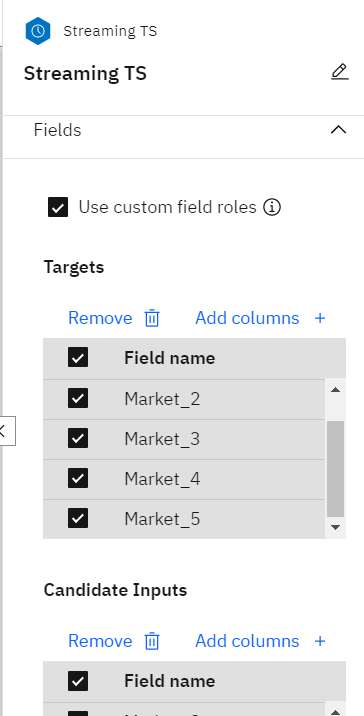 Streaming TS
Streaming TS
Fields
Use custom field roles
Targets
Remove Add columns +
Field name
Market_2
Market_3
Market_4
Market_5
Candidate Inputs
Remove Add columns +
Field name